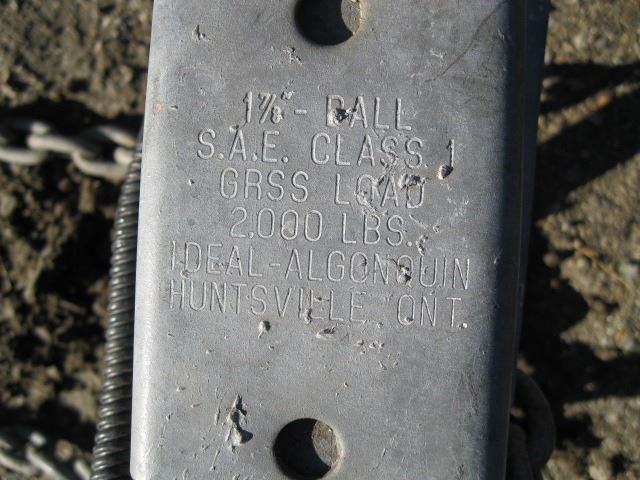 1⅞"- BALL
S.A.E. CLASS 1
GRSS LOAD
2,000 LBS.
IDEAL-ALGONQUIN
HUNTSVILLE ONT.